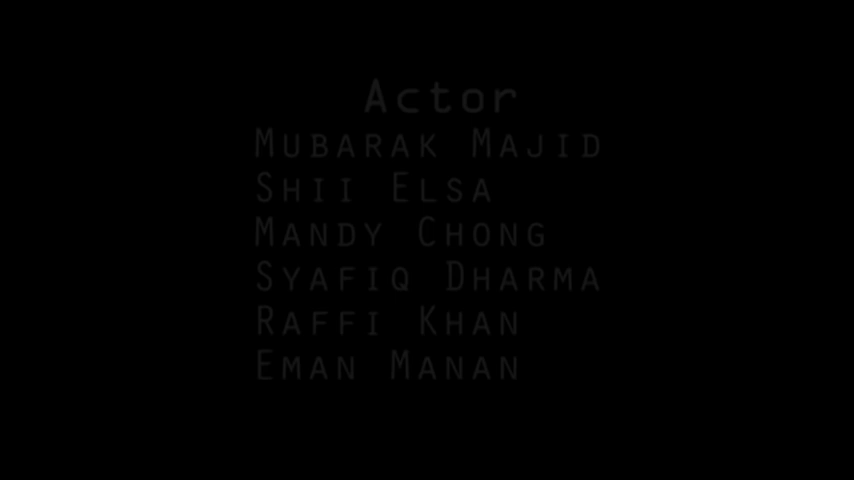 Actor
MUBARAK MAJID
SHII ELSA
MANDY CHONG
SYAFIQ DHARMA
RAFFI KHAN
EMAN MANAN